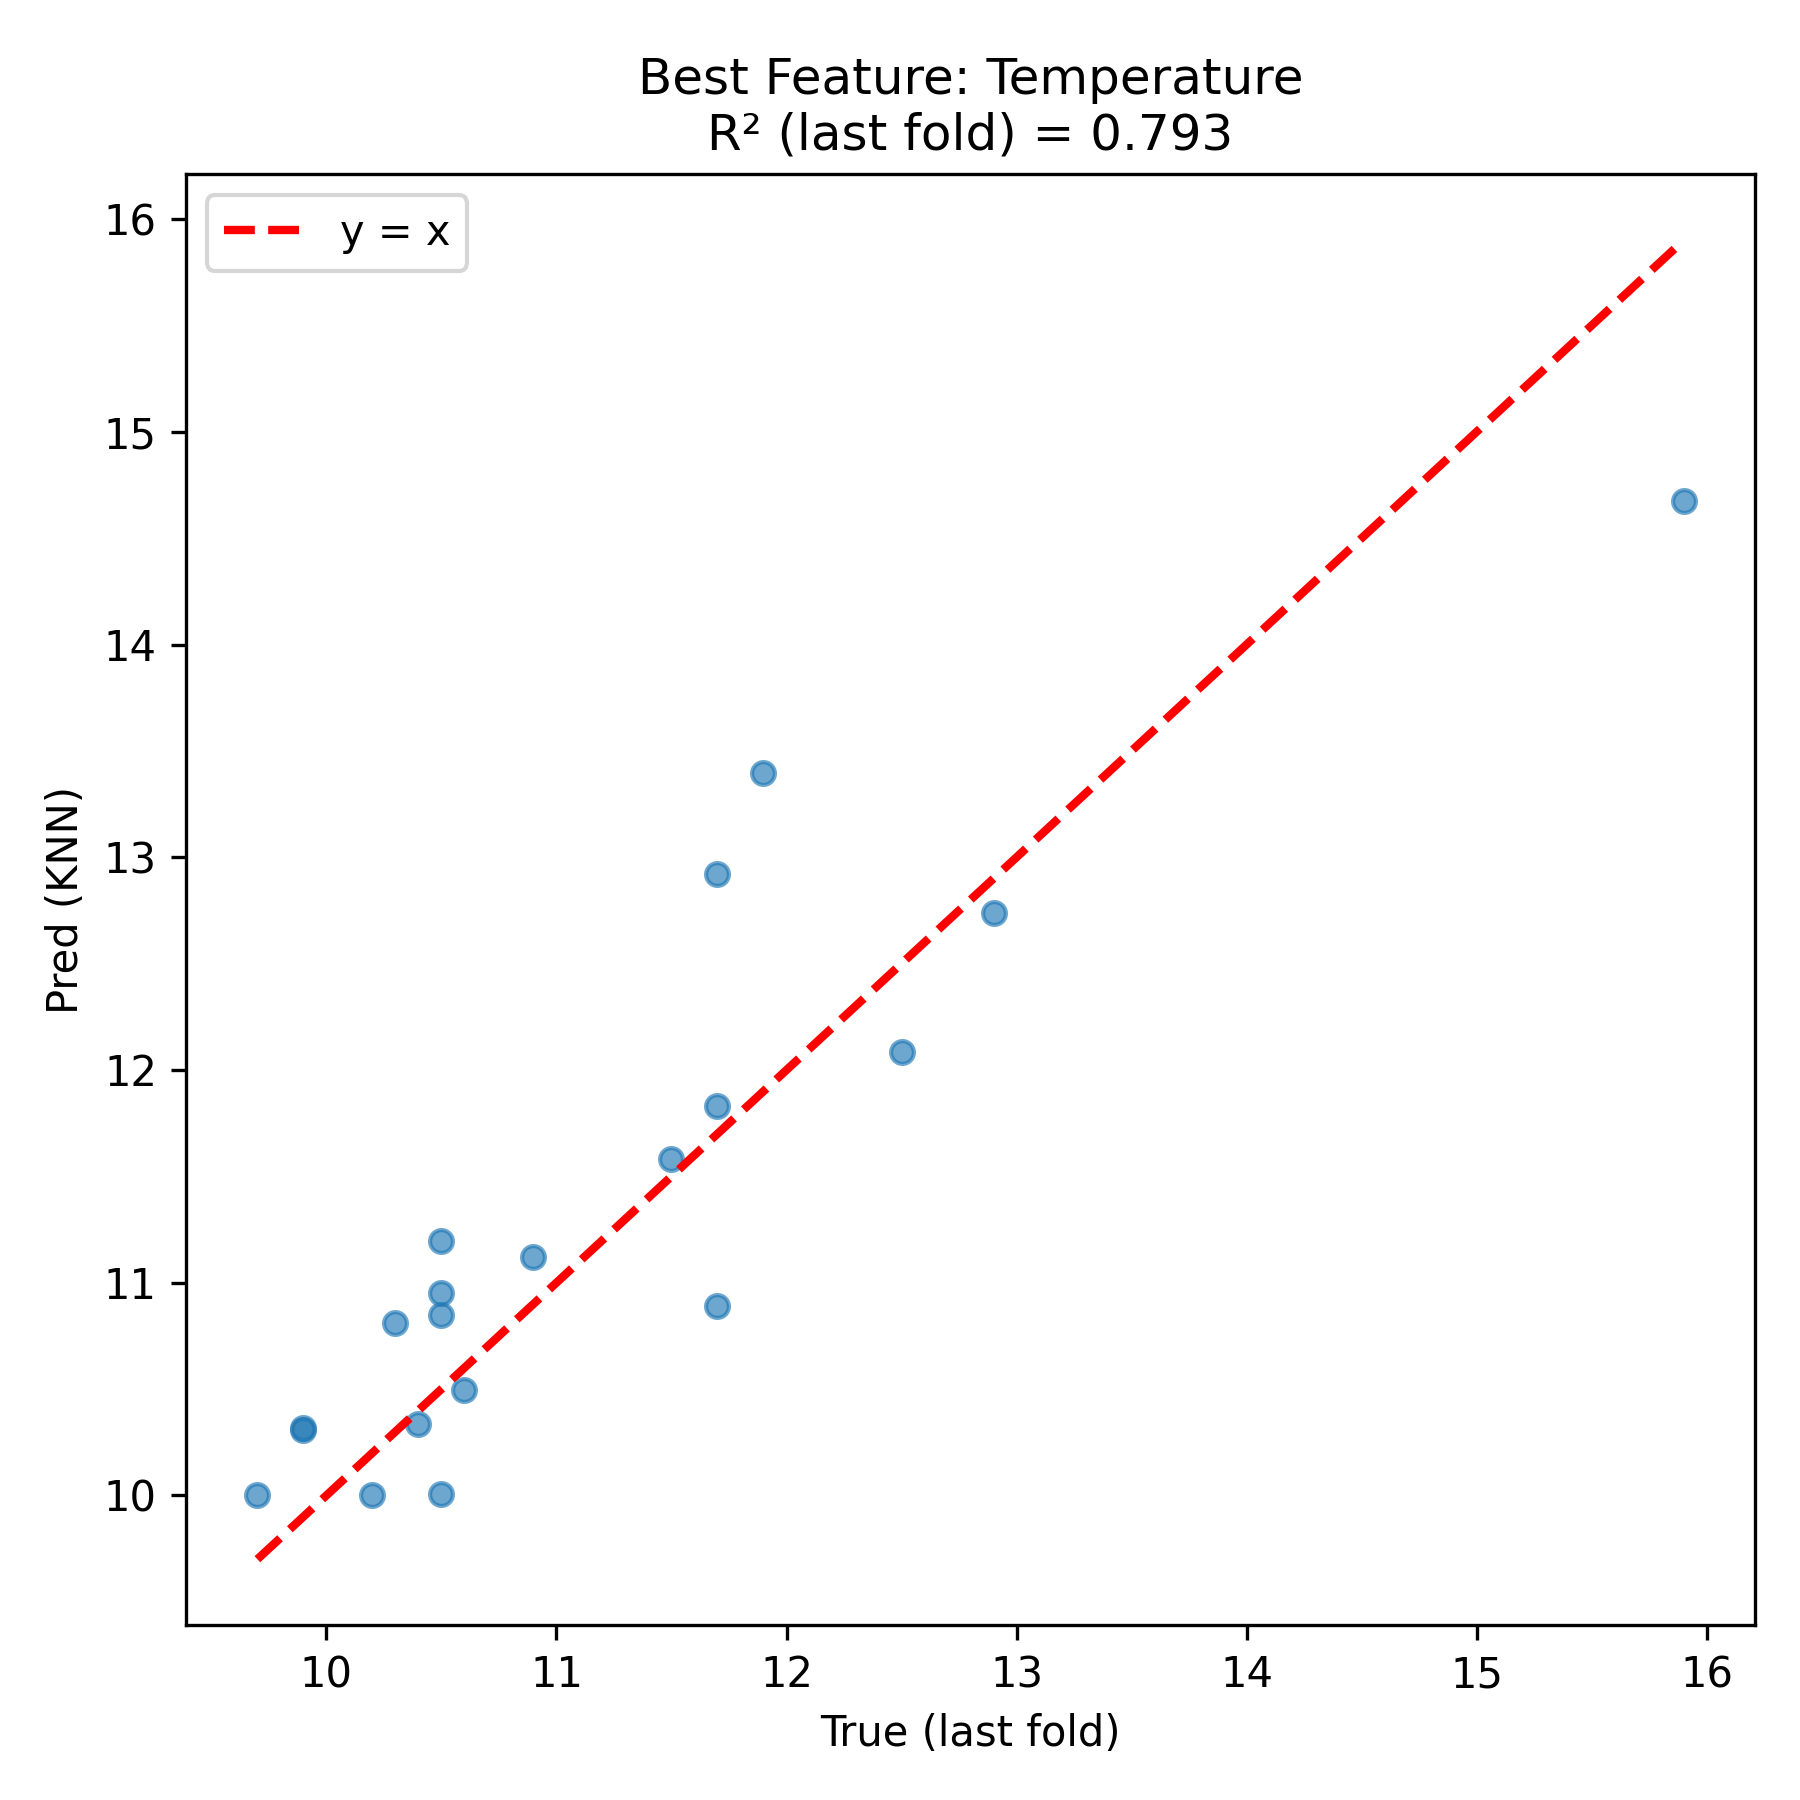 Best Feature: Temperature
R² (last fold) = 0.793
y = x
16
15
14
13
12
11
10
Pred (KNN)
10 11 12 13 14 15 16
True (last fold)